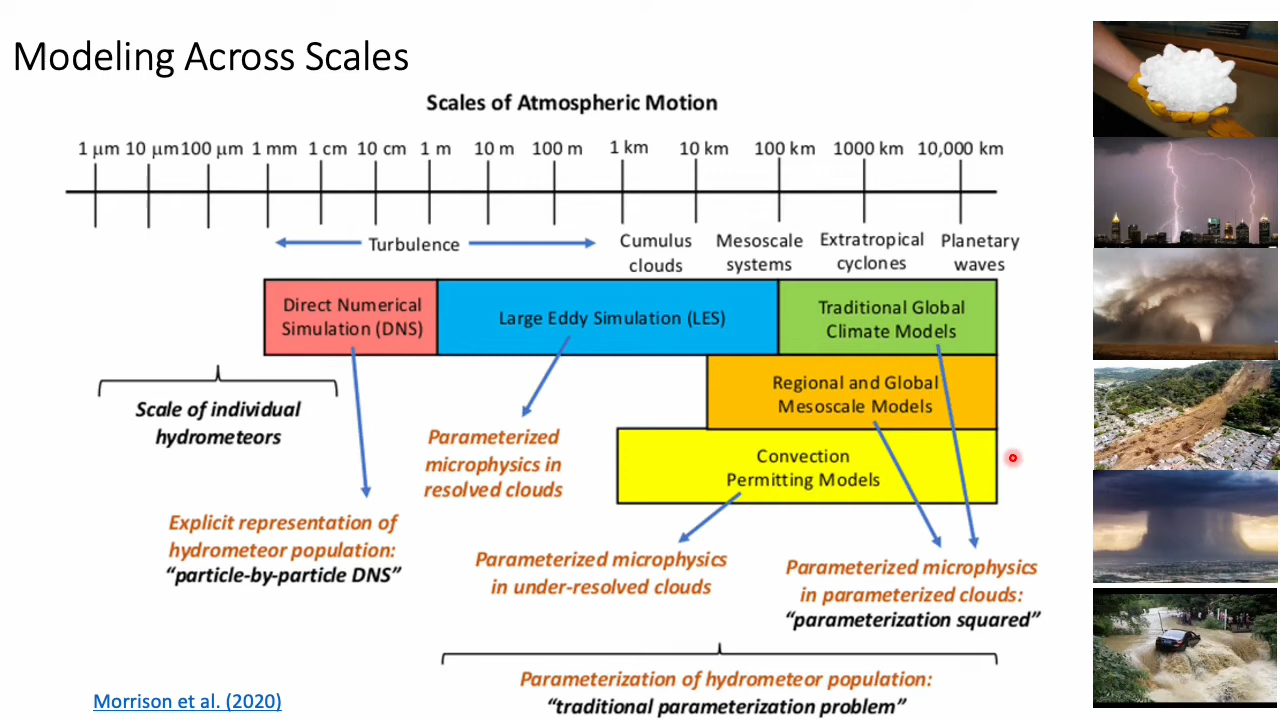 Modeling Across Scales
Scales of Atmospheric Motion
1 μm 10 μm 100 μm 1 mm 1 cm 10 cm 1 m 10 m 100 m 1 km 10 km 100 km 1000 km 10,000 km
Turbulence
Cumulus
clouds
Mesoscale
systems
Extratropical
cyclones
Planetary
waves
Direct Numerical
Simulation (DNS)
Large Eddy Simulation (LES)
Traditional Global
Climate Models
Regional and Global
Mesoscale Models
Convection
Permitting Models
Scale of individual
hydrometeors
Parameterized
microphysics in
resolved clouds
Explicit representation of
hydrometeor population:
“particle-by-particle DNS”
Parameterized microphysics
in under-resolved clouds
Parameterized microphysics
in parameterized clouds:
“parameterization squared”
Parameterization of hydrometeor population:
“traditional parameterization problem”
Morrison et al. (2020)